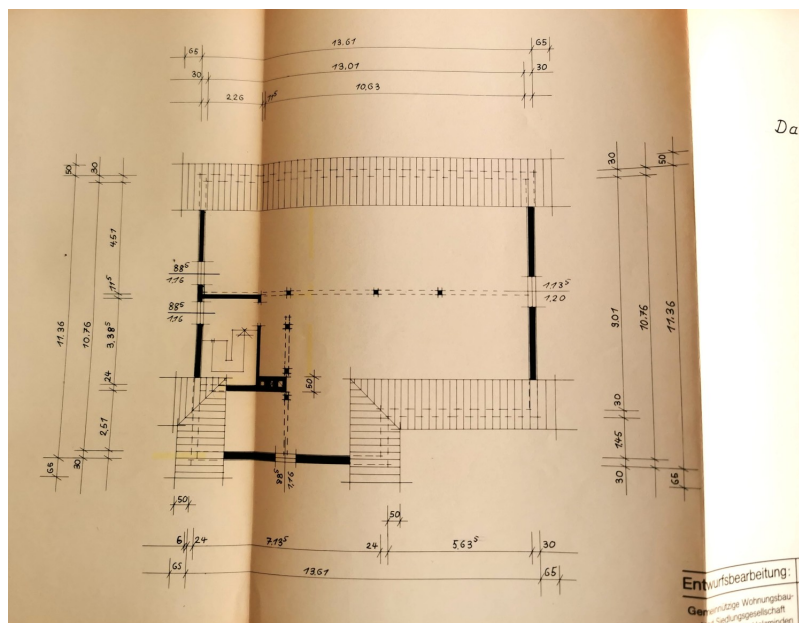 65 13.61 65
30 13,01 30
2,26 11⁵ 10,63
Da
50 30 30 50
4,51
88⁵
1,16
11⁵
1.13⁵
1,20
88⁵
1,16
11,36 10,76 3,38⁵ 9.01 10,76 11,36
24 50
30
2,51 1,45
65 30 30 65
88⁵
1,16
50 50
6 24 7.13⁵ 24 5,63⁵ 30
65 13,61 65
Entwurfsbearbeitung:
Gemeinnützige Wohnungsbau-
Siedlungsgesellschaft